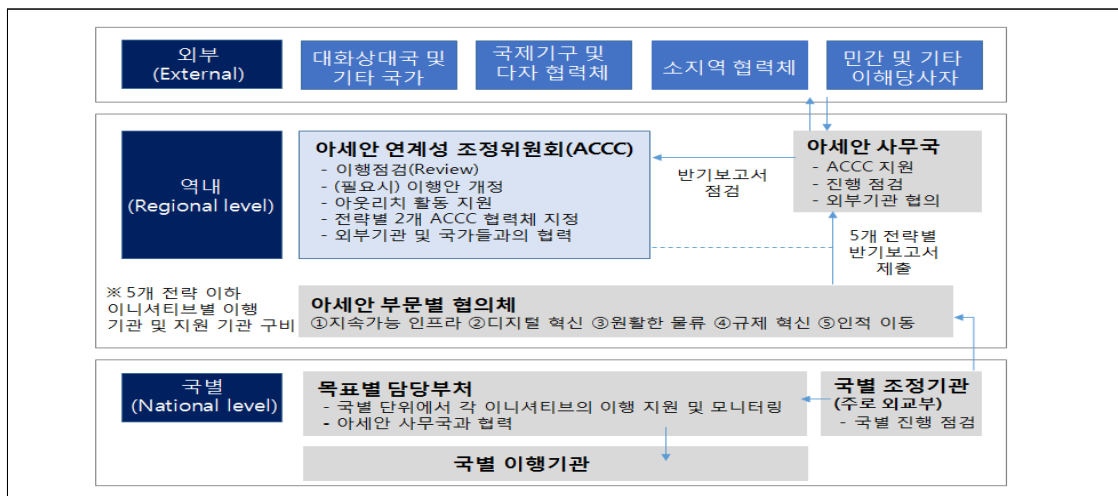 외부
(External)
대화상대국 및
기타 국가
국제기구 및
다자 협력체
소지역 협력체
민간 및 기타
이해당사자
역내
(Regional level)
아세안 연계성 조정위원회(ACCC)
- 이행점검(Review)
- (필요시) 이행안 개정
- 아웃리치 활동 지원
- 전략별 2개 ACCC 협력체 지정
- 외부기관 및 국가들과의 협력
반기보고서
점검
아세안 사무국
- ACCC 지원
- 진행 점검
- 외부기관 협의
5개 전략별
반기보고서
제출
※ 5개 전략 이하
이니셔티브별 이행
기관 및 지원 기관 구비
아세안 부문별 협의체
①지속가능 인프라 ②디지털 혁신 ③원활한 물류 ④규제 혁신 ⑤인적 이동
국별
(National level)
목표별 담당부처
- 국별 단위에서 각 이니셔티브의 이행 지원 및 모니터링
- 아세안 사무국과 협력
국별 조정기관
(주로 외교부)
- 국별 진행 점검
국별 이행기관